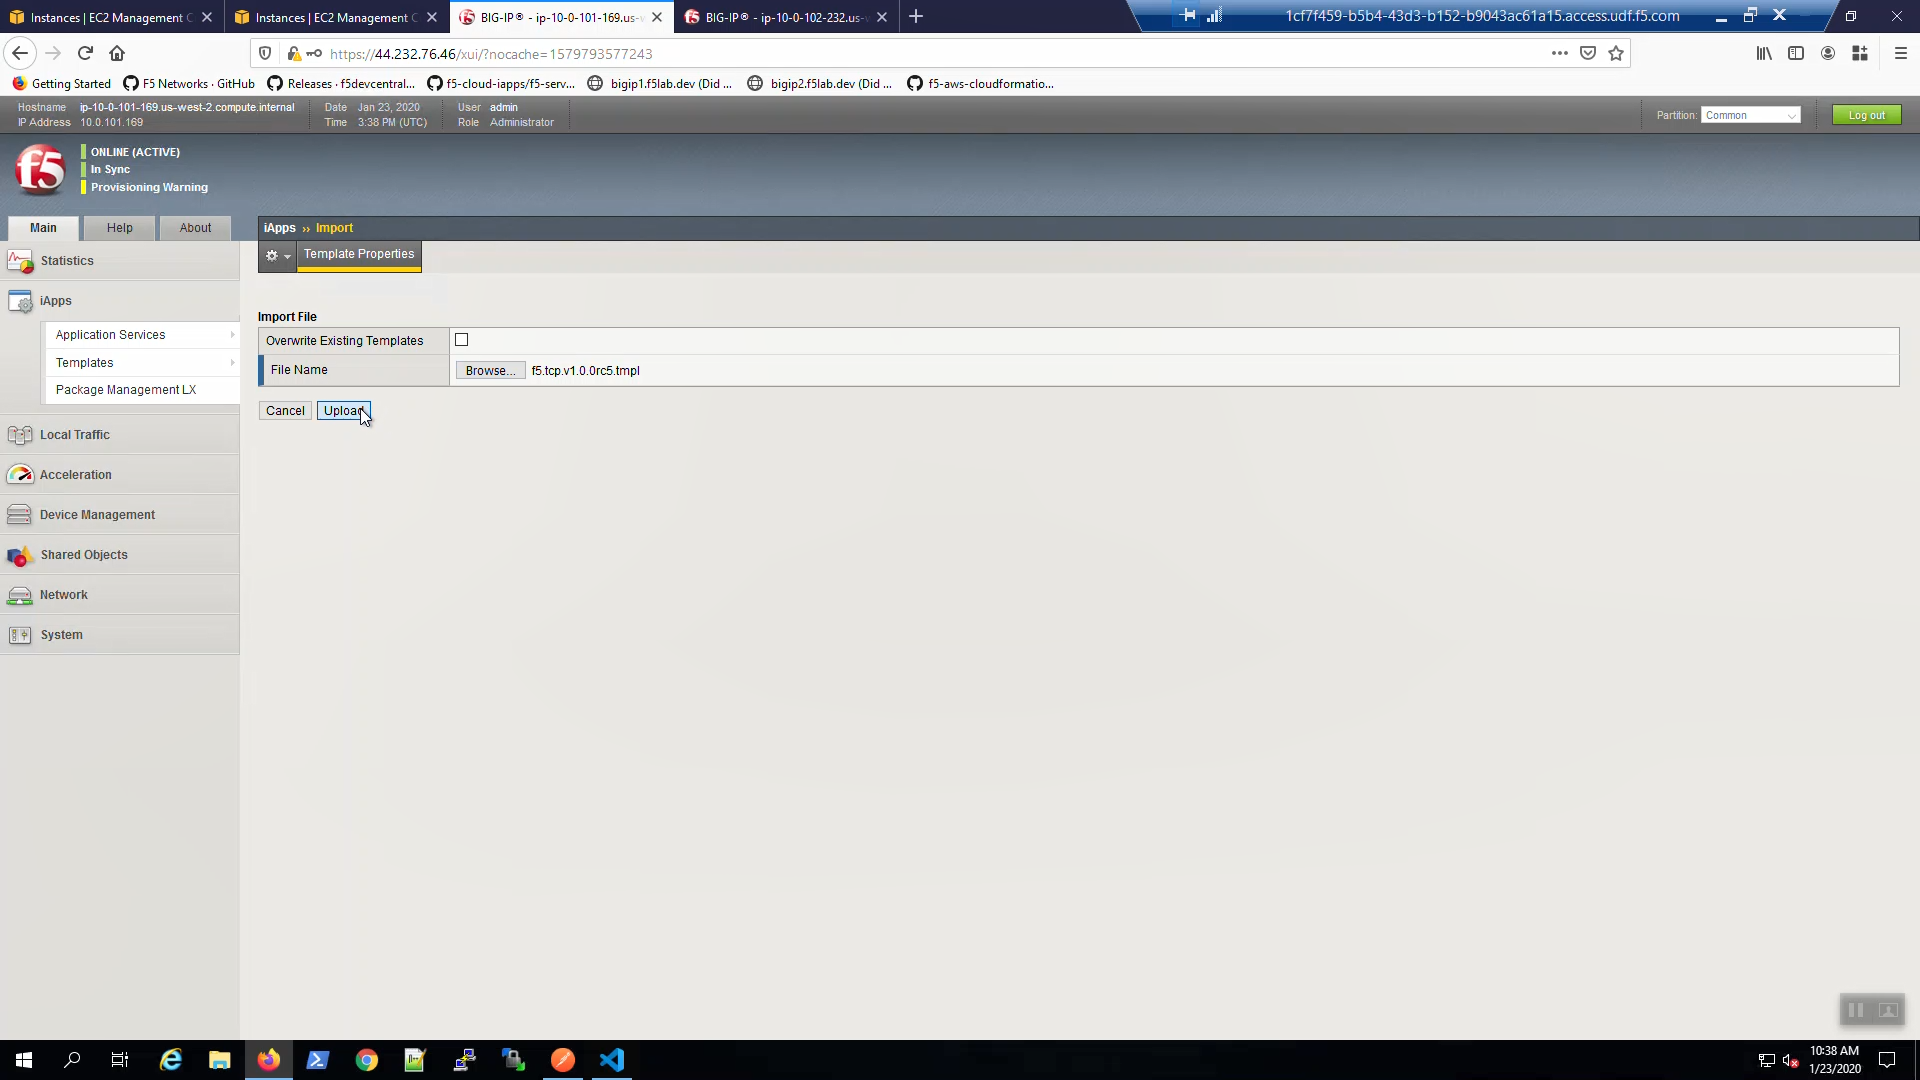 Instances | EC2 Management C
Instances | EC2 Management C
BIG-IP® - ip-10-0-101-169.us-w
BIG-IP® - ip-10-0-102-232.us-w
1cf7f459-b5b4-43d3-b152-b9043ac61a15.access.udf.f5.com
https://44.232.76.46/xui/?nocache=1579793577243
Getting Started
F5 Networks · GitHub
Releases · f5devcentral...
f5-cloud-iapps/f5-serv...
bigip1.f5lab.dev (Did ...
bigip2.f5lab.dev (Did ...
f5-aws-cloudformatio...
Hostname ip-10-0-101-169.us-west-2.compute.internal
IP Address 10.0.101.169
Date Jan 23, 2020
Time 3:38 PM (UTC)
User admin
Role Administrator
Partition: Common
Log out
f5
ONLINE (ACTIVE)
In Sync
Provisioning Warning
Main
Help
About
iApps ›› Import
Template Properties
Statistics
iApps
Application Services
Templates
Package Management LX
Local Traffic
Acceleration
Device Management
Shared Objects
Network
System
Import File
Overwrite Existing Templates
File Name
Browse... f5.tcp.v1.0.0rc5.tmpl
Cancel
Upload
10:38 AM
1/23/2020